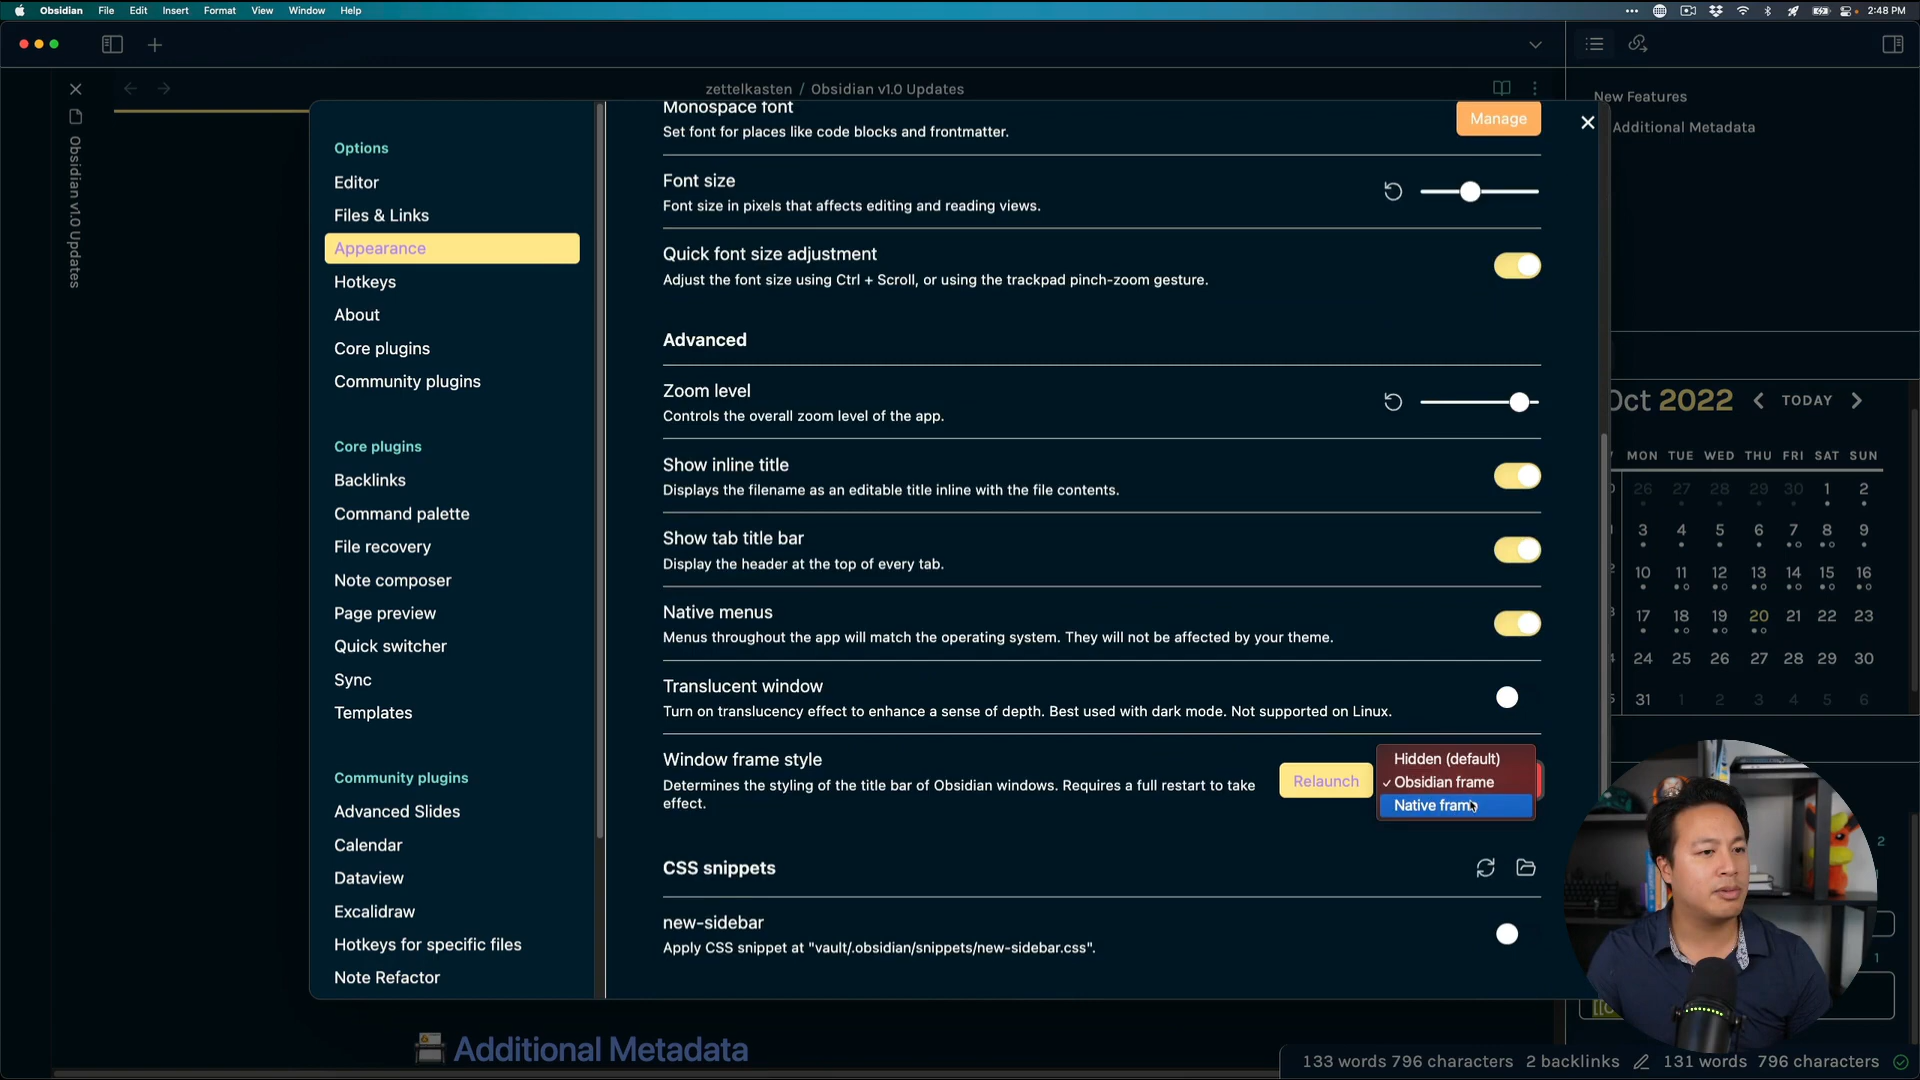 Obsidian File Edit Insert Format View Window Help
2:48 PM
zettelkasten / Obsidian v1.0 Updates
Obsidian v1.0 Updates
Options
Editor
Files & Links
Appearance
Hotkeys
About
Core plugins
Community plugins
Core plugins
Backlinks
Command palette
File recovery
Note composer
Page preview
Quick switcher
Sync
Templates
Community plugins
Advanced Slides
Calendar
Dataview
Excalidraw
Hotkeys for specific files
Note Refactor
Monospace font
Set font for places like code blocks and frontmatter.
Manage
Font size
Font size in pixels that affects editing and reading views.
Quick font size adjustment
Adjust the font size using Ctrl + Scroll, or using the trackpad pinch-zoom gesture.
Advanced
Zoom level
Controls the overall zoom level of the app.
Show inline title
Displays the filename as an editable title inline with the file contents.
Show tab title bar
Display the header at the top of every tab.
Native menus
Menus throughout the app will match the operating system. They will not be affected by your theme.
Translucent window
Turn on translucency effect to enhance a sense of depth. Best used with dark mode. Not supported on Linux.
Window frame style
Determines the styling of the title bar of Obsidian windows. Requires a full restart to take
effect.
Relaunch
Hidden (default)
✓ Obsidian frame
Native frame
CSS snippets
new-sidebar
Apply CSS snippet at "vault/.obsidian/snippets/new-sidebar.css".
New Features
Additional Metadata
Oct 2022 TODAY
MON TUE WED THU FRI SAT SUN
26 27 28 29 30 1 2
3 4 5 6 7 8 9
10 11 12 13 14 15 16
17 18 19 20 21 22 23
24 25 26 27 28 29 30
31 1 2 3 4 5 6
2
1
Additional Metadata
133 words 796 characters 2 backlinks 131 words 796 characters